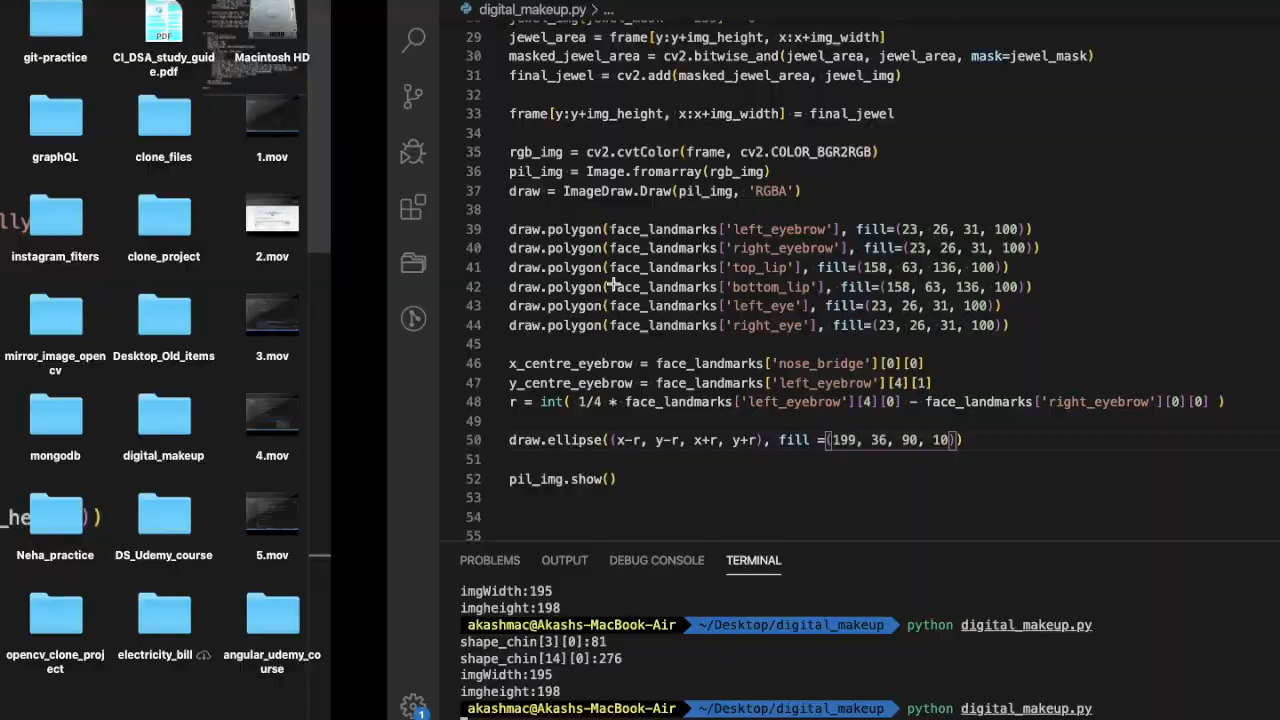 git-practice
CI_DSA_study_guid
e.pdf
PDF
Macintosh HD
graphQL
clone_files
1.mov
instagram_fiters
clone_project
2.mov
mirror_image_open
cv
Desktop_Old_items
3.mov
mongodb
digital_makeup
4.mov
Neha_practice
DS_Udemy_course
5.mov
opencv_clone_proj
ect
electricity_bill
angular_udemy_co
urse
digital_makeup.py > ...
29 jewel_area = frame[y:y+img_height, x:x+img_width]
30 masked_jewel_area = cv2.bitwise_and(jewel_area, jewel_area, mask=jewel_mask)
31 final_jewel = cv2.add(masked_jewel_area, jewel_img)
32
33 frame[y:y+img_height, x:x+img_width] = final_jewel
34
35 rgb_img = cv2.cvtColor(frame, cv2.COLOR_BGR2RGB)
36 pil_img = Image.fromarray(rgb_img)
37 draw = ImageDraw.Draw(pil_img, 'RGBA')
38
39 draw.polygon(face_landmarks['left_eyebrow'], fill=(23, 26, 31, 100))
40 draw.polygon(face_landmarks['right_eyebrow'], fill=(23, 26, 31, 100))
41 draw.polygon(face_landmarks['top_lip'], fill=(158, 63, 136, 100))
42 draw.polygon(face_landmarks['bottom_lip'], fill=(158, 63, 136, 100))
43 draw.polygon(face_landmarks['left_eye'], fill=(23, 26, 31, 100))
44 draw.polygon(face_landmarks['right_eye'], fill=(23, 26, 31, 100))
45
46 x_centre_eyebrow = face_landmarks['nose_bridge'][0][0]
47 y_centre_eyebrow = face_landmarks['left_eyebrow'][4][1]
48 r = int( 1/4 * face_landmarks['left_eyebrow'][4][0] - face_landmarks['right_eyebrow'][0][0] )
49
50 draw.ellipse((x-r, y-r, x+r, y+r), fill =(199, 36, 90, 10))
51
52 pil_img.show()
53
54
55
PROBLEMS OUTPUT DEBUG CONSOLE TERMINAL
imgWidth:195
imgheight:198
akashmac@Akashs-MacBook-Air ~/Desktop/digital_makeup python digital_makeup.py
shape_chin[3][0]:81
shape_chin[14][0]:276
imgWidth:195
imgheight:198
akashmac@Akashs-MacBook-Air ~/Desktop/digital_makeup python digital_makeup.py
1